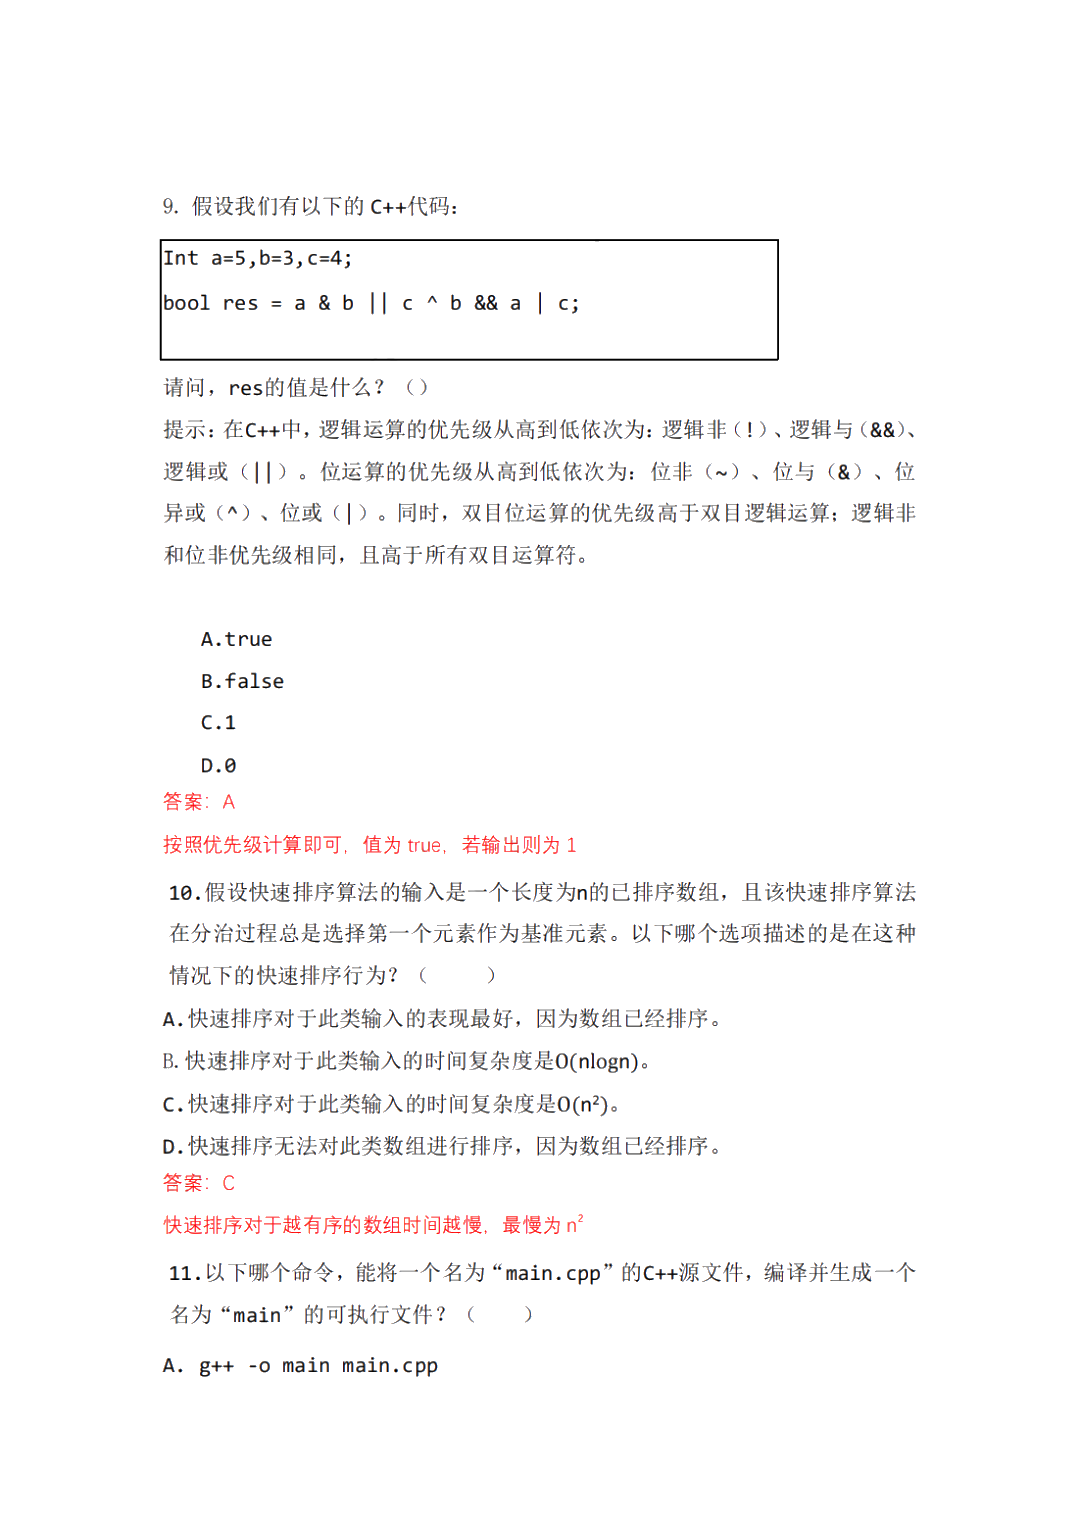 9. 假设我们有以下的 C++代码:
Int a=5,b=3,c=4;
bool res = a & b || c ^ b && a | c;
请问，res的值是什么？（）
提示：在C++中，逻辑运算的优先级从高到低依次为：逻辑非（!）、逻辑与（&&）、
逻辑或（||）。位运算的优先级从高到低依次为：位非（~）、位与（&）、位
异或（^）、位或（|）。同时，双目位运算的优先级高于双目逻辑运算；逻辑非
和位非优先级相同，且高于所有双目运算符。
A.true
B.false
C.1
D.0
答案：A
按照优先级计算即可，值为 true，若输出则为 1
10.假设快速排序算法的输入是一个长度为n的已排序数组，且该快速排序算法
在分治过程总是选择第一个元素作为基准元素。以下哪个选项描述的是在这种
情况下的快速排序行为？（ ）
A.快速排序对于此类输入的表现最好，因为数组已经排序。
B.快速排序对于此类输入的时间复杂度是O(nlogn)。
C.快速排序对于此类输入的时间复杂度是O(n²)。
D.快速排序无法对此类数组进行排序，因为数组已经排序。
答案：C
快速排序对于越有序的数组时间越慢，最慢为 n²
11.以下哪个命令，能将一个名为“main.cpp”的C++源文件，编译并生成一个
名为“main”的可执行文件？（ ）
A. g++ -o main main.cpp